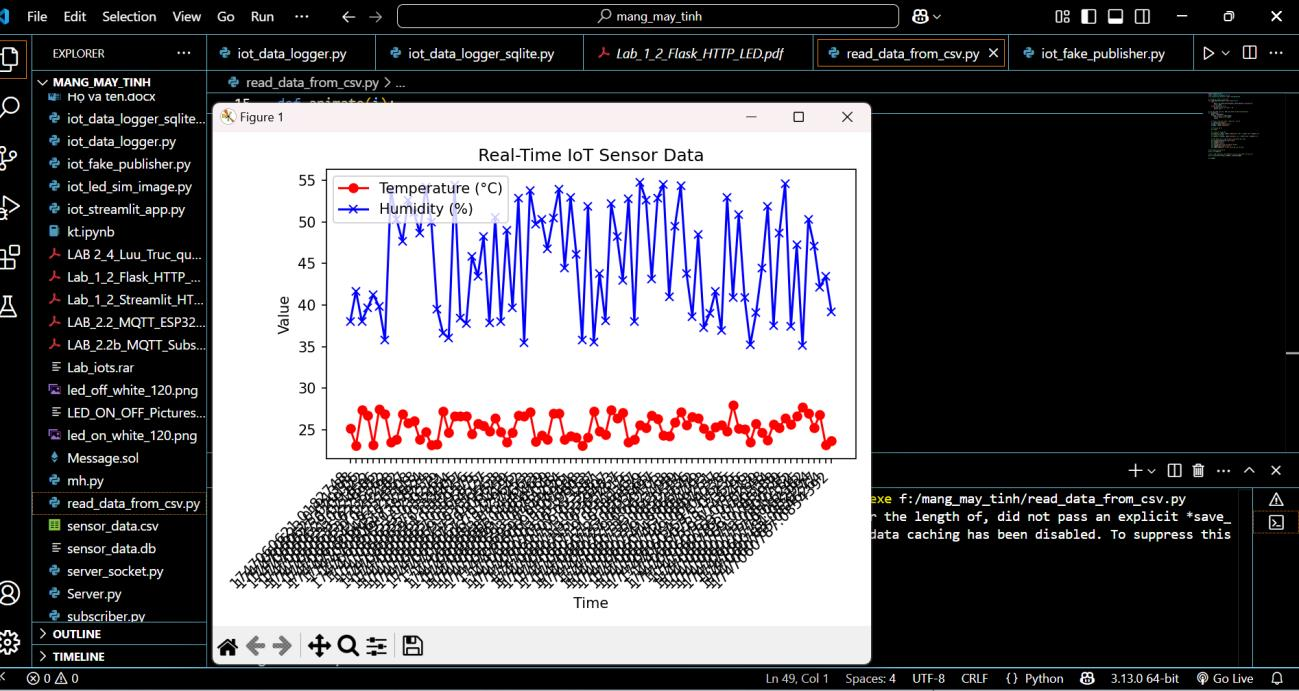 File Edit Selection View Go Run ··· mang_may_tinh
EXPLORER ···
iot_data_logger.py iot_data_logger_sqlite.py Lab_1_2_Flask_HTTP_LED.pdf read_data_from_csv.py iot_fake_publisher.py
MANG_MAY_TINH
read_data_from_csv.py > ...
Họ và tên.docx
iot_data_logger_sqlite...
iot_data_logger.py
iot_fake_publisher.py
iot_led_sim_image.py
iot_streamlit_app.py
kt.ipynb
LAB 2_4_Luu_Truc_qu...
Lab_1_2_Flask_HTTP_...
Lab_1_2_Streamlit_HT...
LAB_2.2_MQTT_ESP32...
LAB_2.2b_MQTT_Subs...
Lab_iots.rar
led_off_white_120.png
LED_ON_OFF_Pictures...
led_on_white_120.png
Message.sol
mh.py
read_data_from_csv.py
sensor_data.csv
sensor_data.db
server_socket.py
Server.py
subscriber.py
OUTLINE
TIMELINE
15 def animate(i):
Figure 1
Real-Time IoT Sensor Data
Temperature (°C)
Humidity (%)
55
50
45
40
35
30
25
Value
Time
exe f:/mang_may_tinh/read_data_from_csv.py
r the length of, did not pass an explicit *save_
data caching has been disabled. To suppress this
0 0 Ln 49, Col 1 Spaces: 4 UTF-8 CRLF { } Python 3.13.0 64-bit Go Live